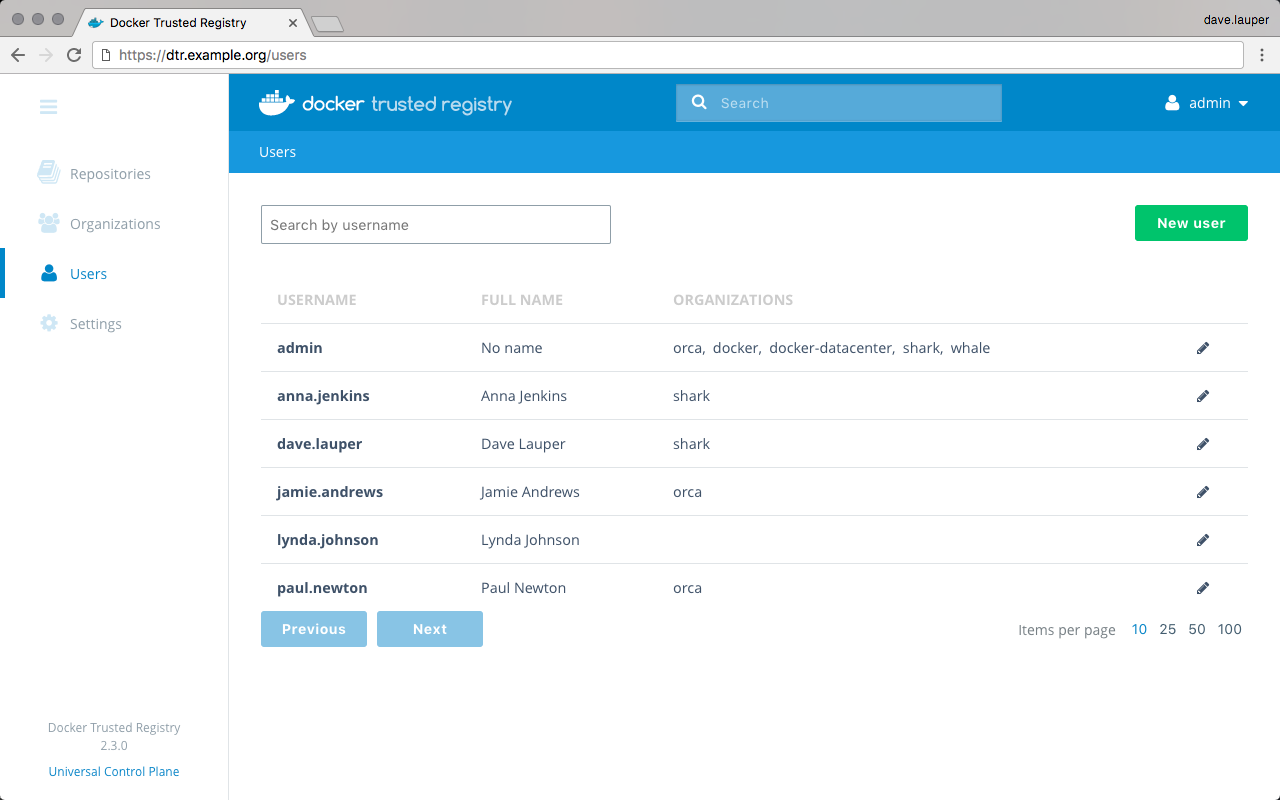 Docker Trusted Registry
dave.lauper
https://dtr.example.org/users
docker trusted registry
Search
admin
Users
Repositories
Organizations
Users
Settings
Search by username
New user
USERNAME FULL NAME ORGANIZATIONS
admin No name orca, docker, docker-datacenter, shark, whale
anna.jenkins Anna Jenkins shark
dave.lauper Dave Lauper shark
jamie.andrews Jamie Andrews orca
lynda.johnson Lynda Johnson
paul.newton Paul Newton orca
Previous Next Items per page 10 25 50 100
Docker Trusted Registry
2.3.0
Universal Control Plane